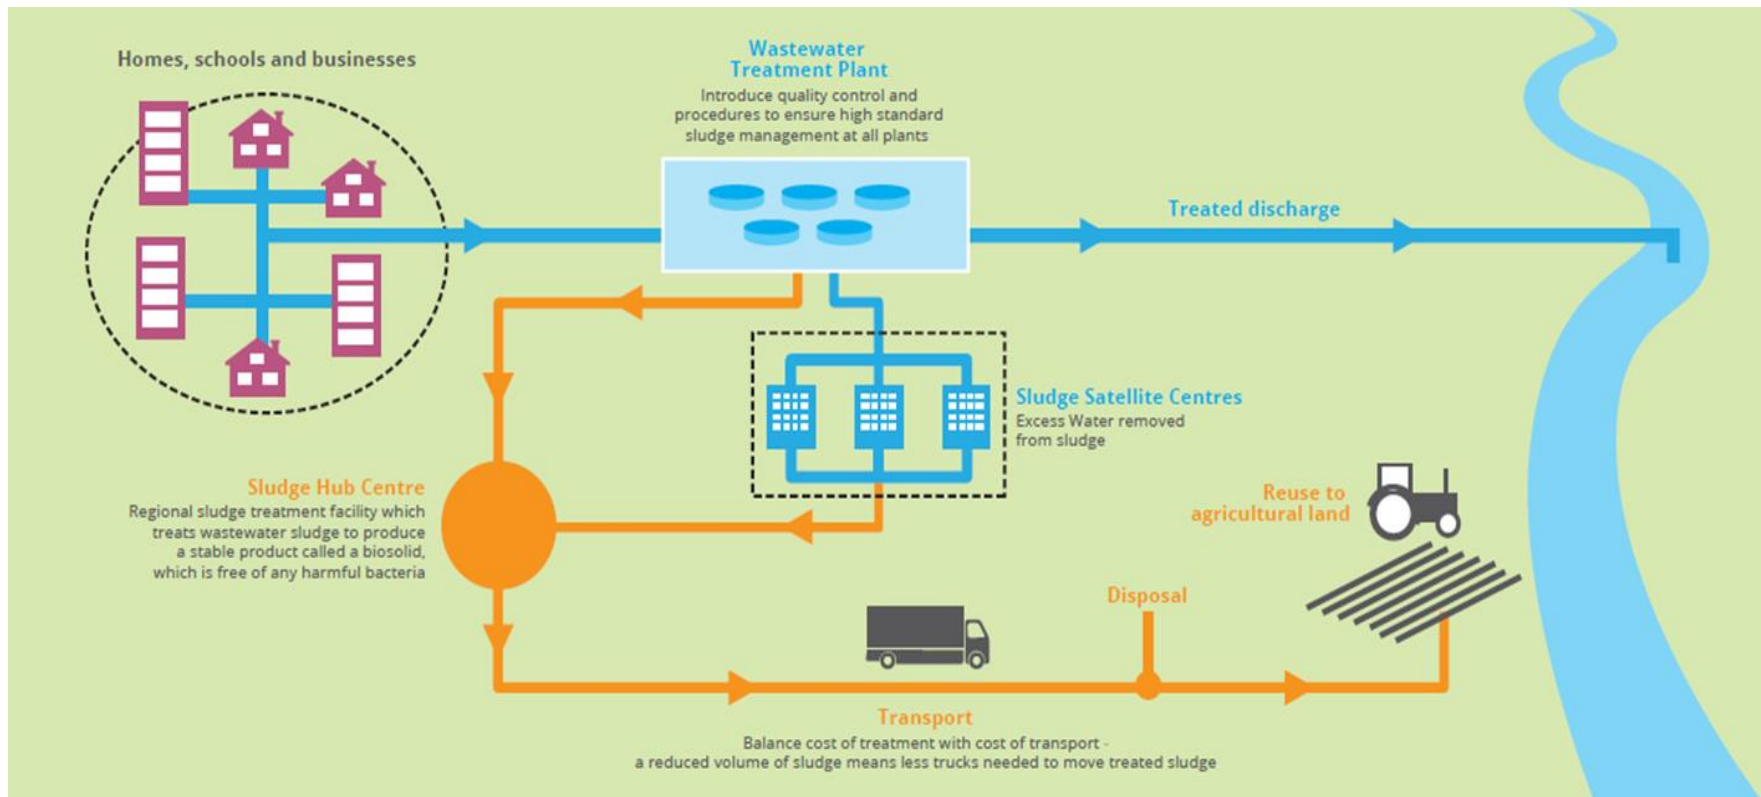 Homes, schools and businesses
Wastewater
Treatment Plant
Introduce quality control and
procedures to ensure high standard
sludge management at all plants
Treated discharge
Sludge Satellite Centres
Excess Water removed
from sludge
Sludge Hub Centre
Regional sludge treatment facility which
treats wastewater sludge to produce
a stable product called a biosolid,
which is free of any harmful bacteria
Reuse to
agricultural land
Disposal
Transport
Balance cost of treatment with cost of transport -
a reduced volume of sludge means less trucks needed to move treated sludge